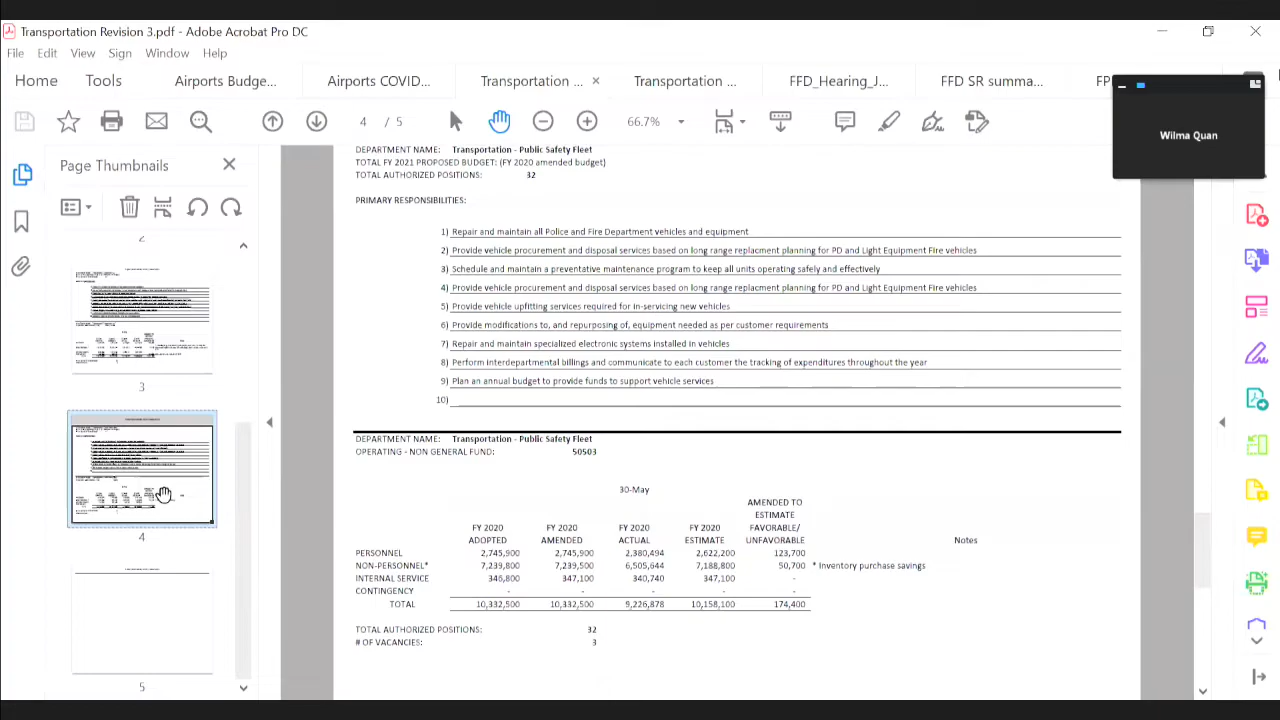 Transportation Revision 3.pdf - Adobe Acrobat Pro DC
File Edit View Sign Window Help
Home Tools Airports Budge... Airports COVID... Transportation ... × Transportation ... FFD_Hearing_J... FFD SR summa... FP
4 / 5 66.7%
Wilma Quan
Page Thumbnails
2
3
4
5
DEPARTMENT NAME: Transportation - Public Safety Fleet
TOTAL FY 2021 PROPOSED BUDGET: (FY 2020 amended budget)
TOTAL AUTHORIZED POSITIONS: 32
PRIMARY RESPONSIBILITIES:
1) Repair and maintain all Police and Fire Department vehicles and equipment
2) Provide vehicle procurement and disposal services based on long range replacment planning for PD and Light Equipment Fire vehicles
3) Schedule and maintain a preventative maintenance program to keep all units operating safely and effectively
4) Provide vehicle procurement and disposal services based on long range replacment planning for PD and Light Equipment Fire vehicles
5) Provide vehicle upfitting services required for in-servicing new vehicles
6) Provide modifications to, and repurposing of, equipment needed as per customer requirements
7) Repair and maintain specialized electronic systems installed in vehicles
8) Perform interdepartmental billings and communicate to each customer the tracking of expenditures throughout the year
9) Plan an annual budget to provide funds to support vehicle services
10)
DEPARTMENT NAME: Transportation - Public Safety Fleet
OPERATING - NON GENERAL FUND: 50503
30-May
AMENDED TO
ESTIMATE
FY 2020 FY 2020 FY 2020 FY 2020 FAVORABLE/
ADOPTED AMENDED ACTUAL ESTIMATE UNFAVORABLE Notes
PERSONNEL 2,745,900 2,745,900 2,380,494 2,622,200 123,700
NON-PERSONNEL* 7,239,800 7,239,500 6,505,644 7,188,800 50,700 * Inventory purchase savings
INTERNAL SERVICE 346,800 347,100 340,740 347,100 -
CONTINGENCY - - - - -
TOTAL 10,332,500 10,332,500 9,226,878 10,158,100 174,400
TOTAL AUTHORIZED POSITIONS: 32
# OF VACANCIES: 3